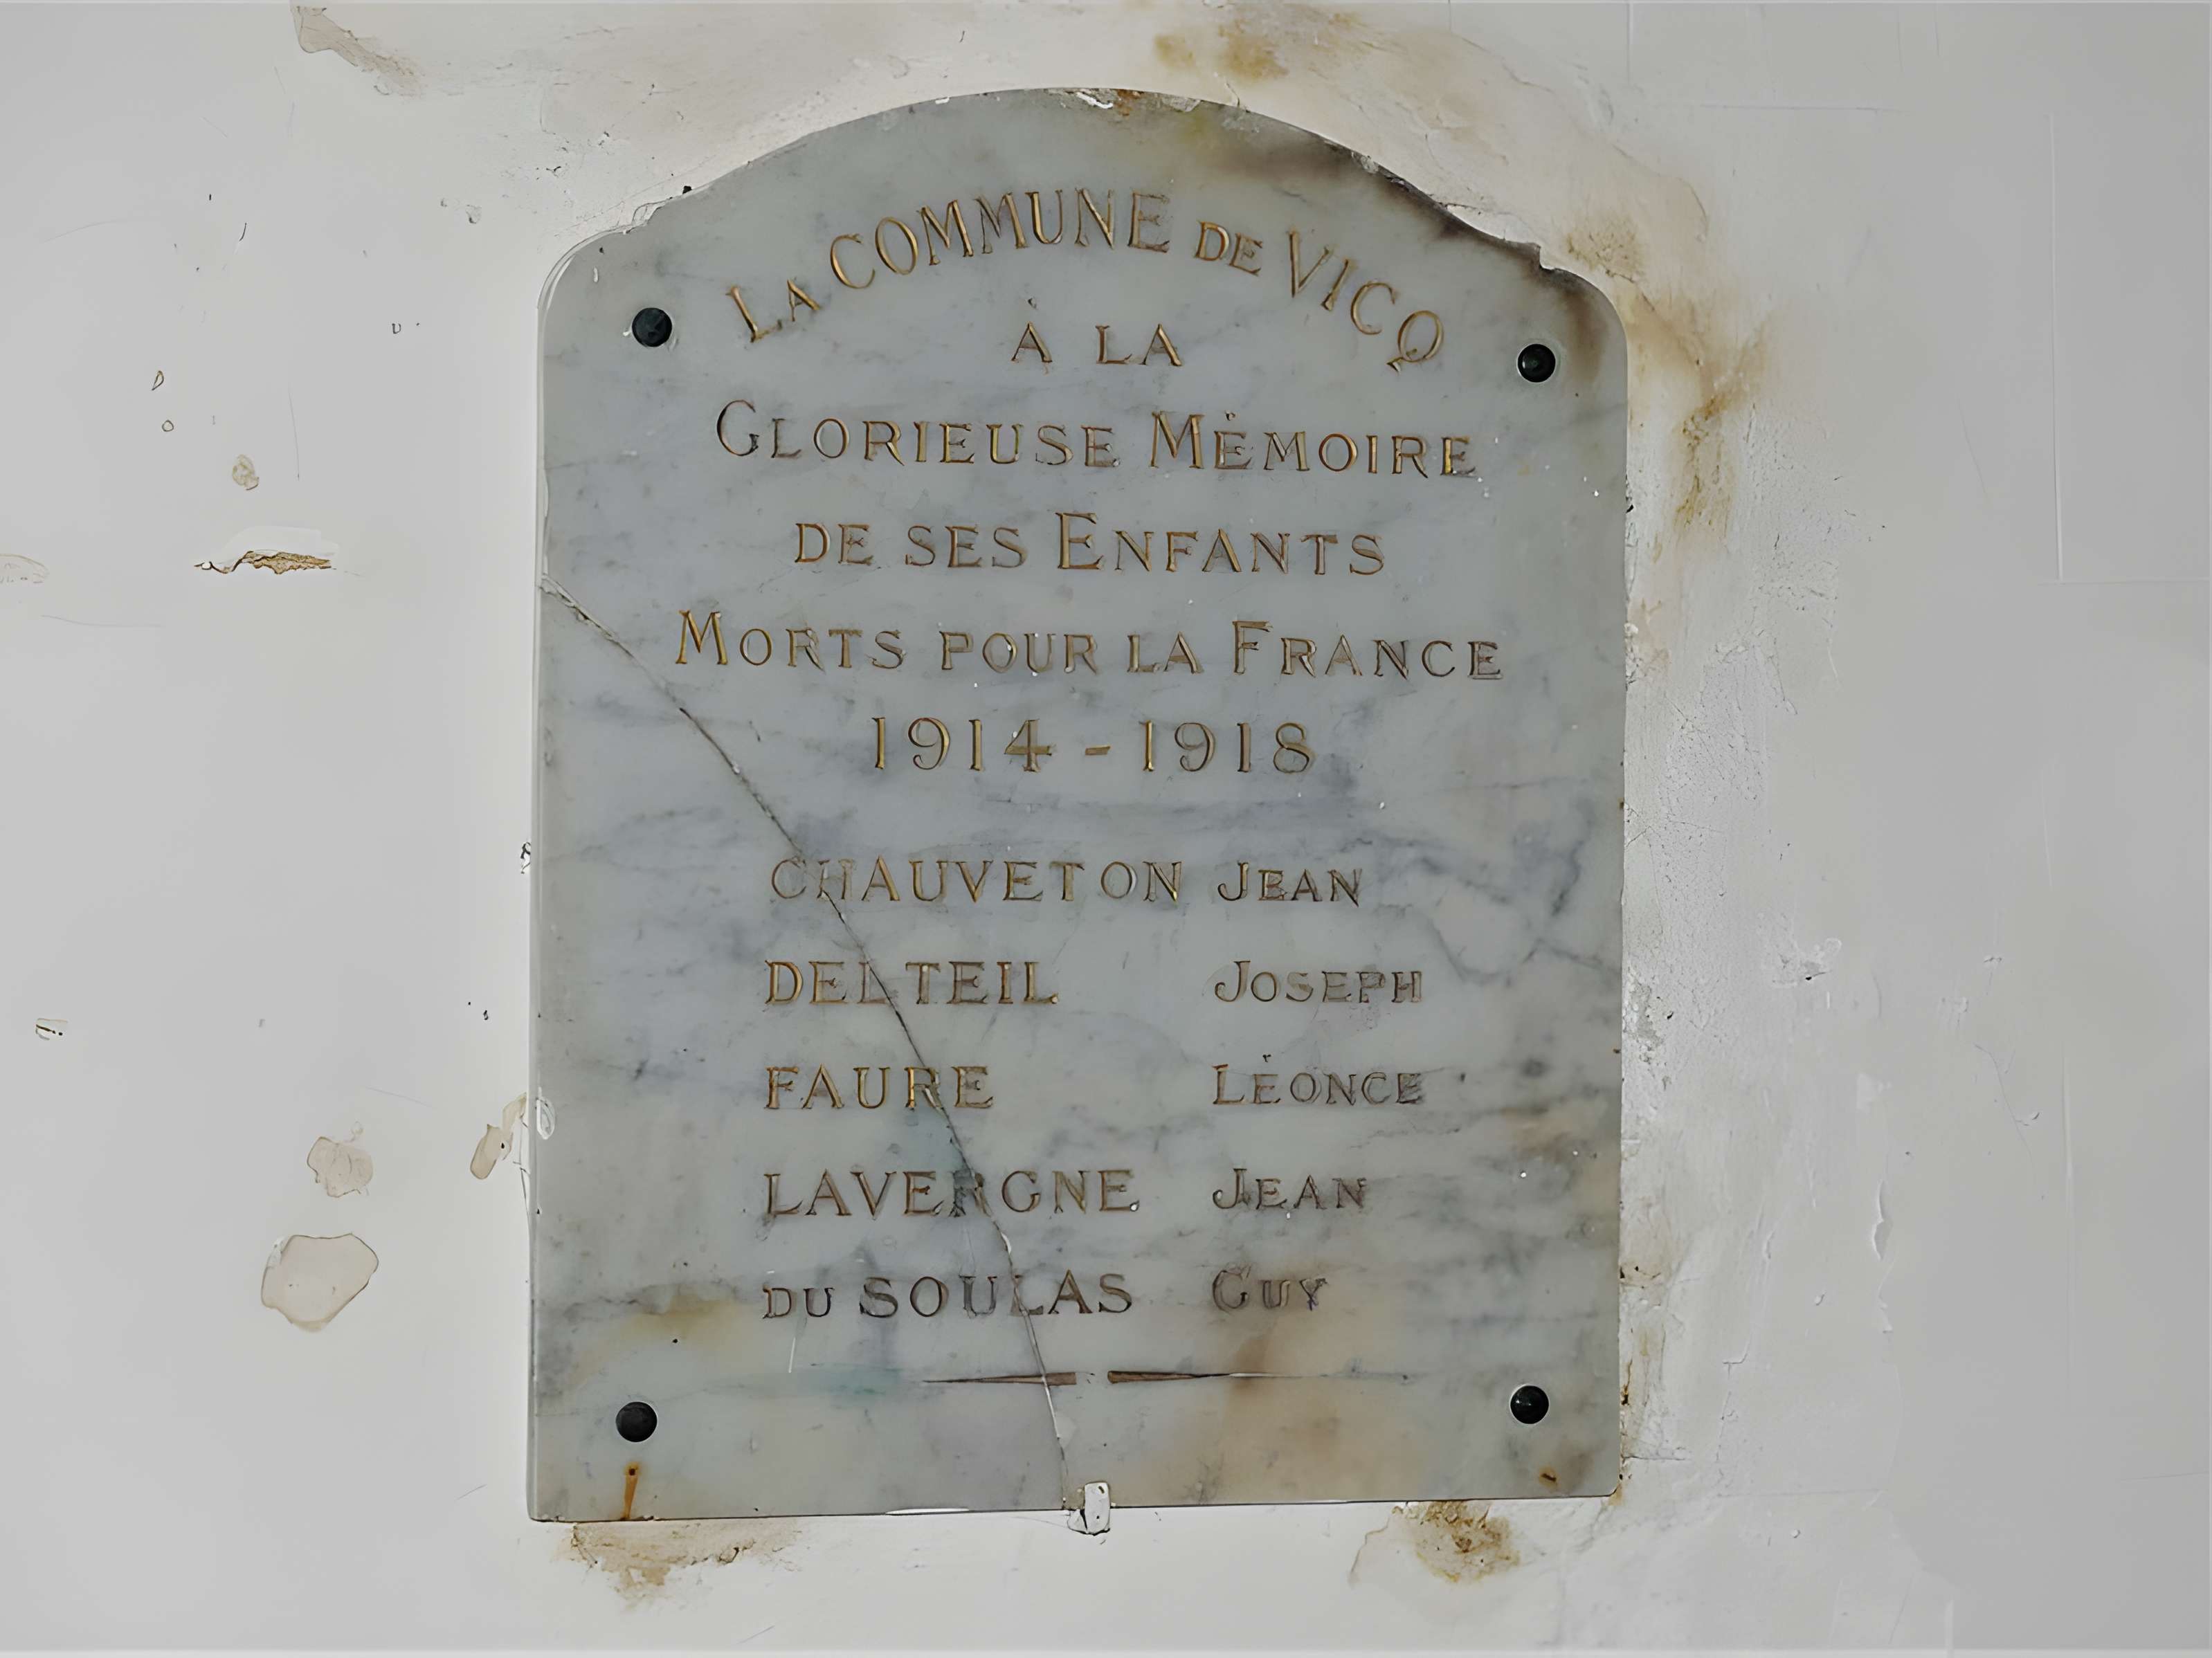 LA COMMUNE DE VICQ
À LA
GLORIEUSE MÉMOIRE
DE SES ENFANTS
MORTS POUR LA FRANCE
1914 - 1918
CHAUVETON JEAN
DELTEIL JOSEPH
FAURE LÉONCE
LAVERGNE JEAN
DU SOULAS GUY